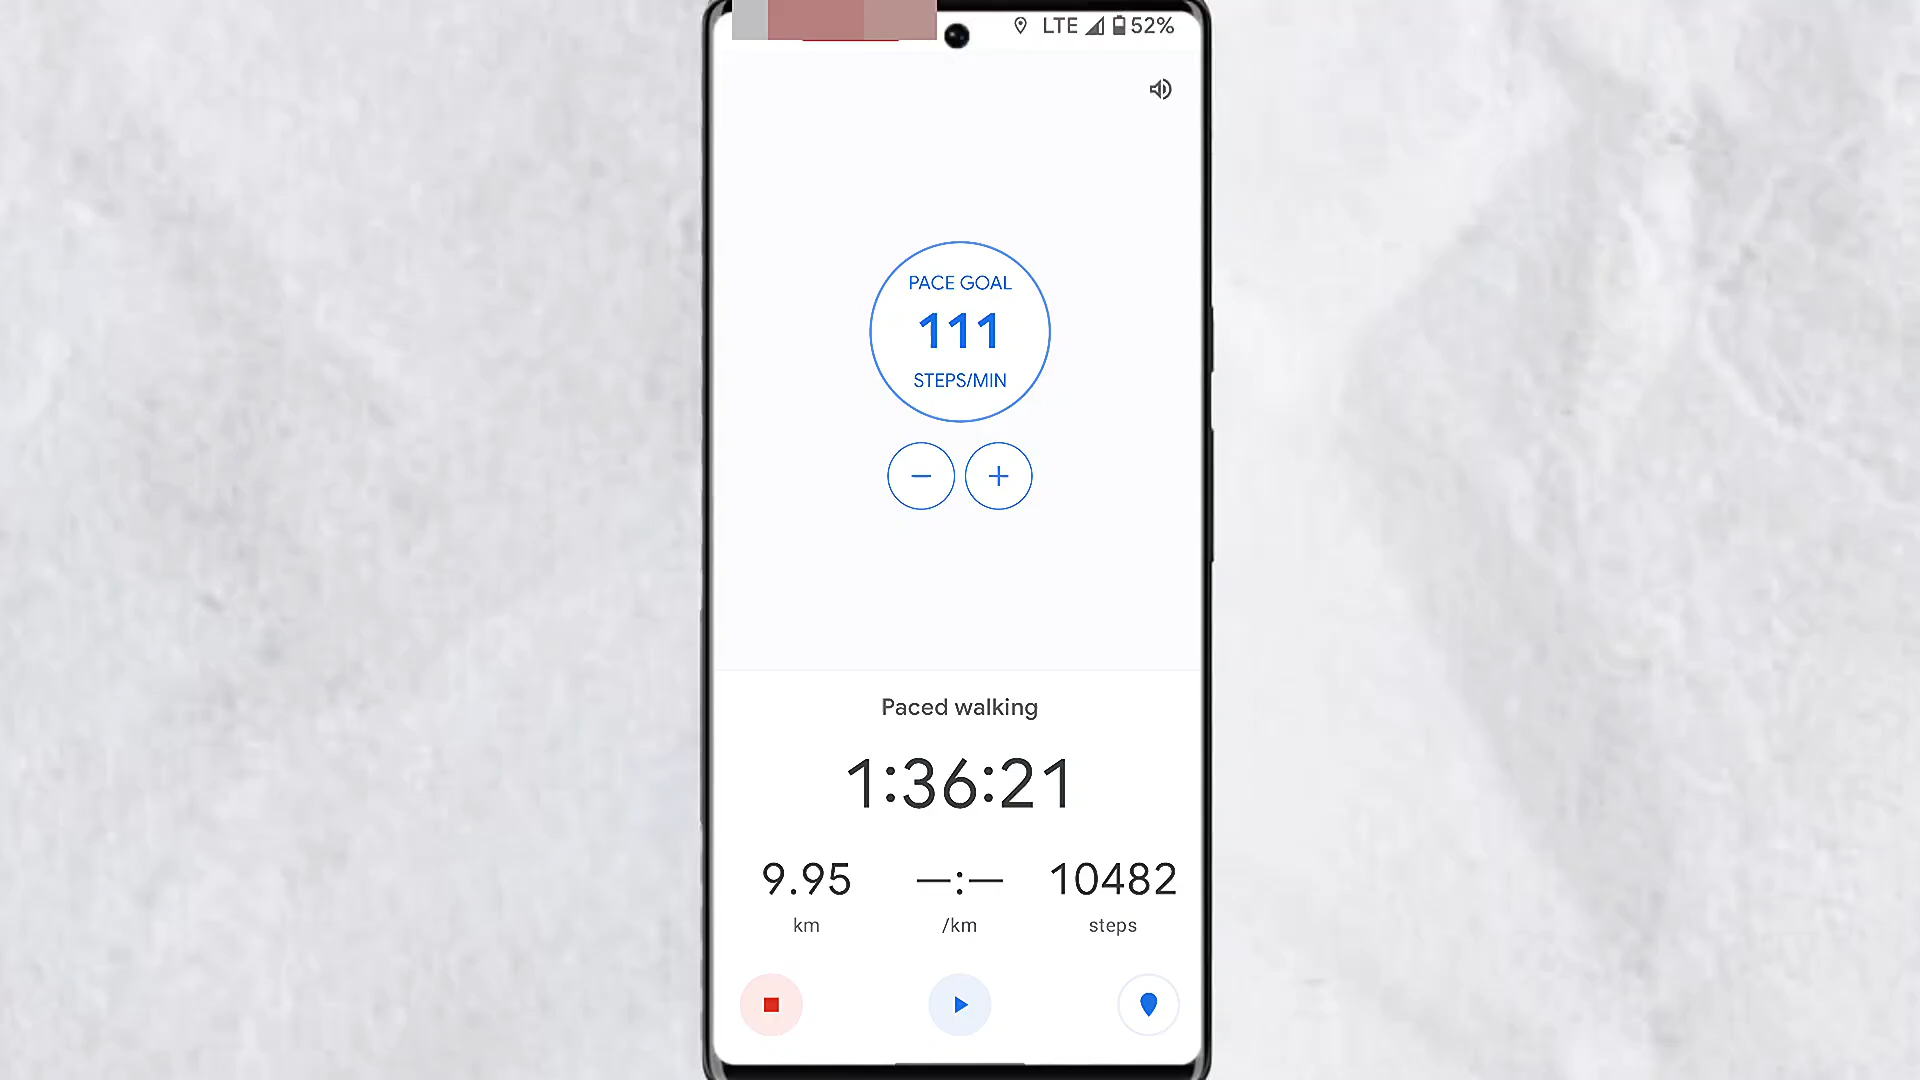 LTE 52%
PACE GOAL
111
STEPS/MIN
Paced walking
1:36:21
9.95 —:— 10482
km /km steps